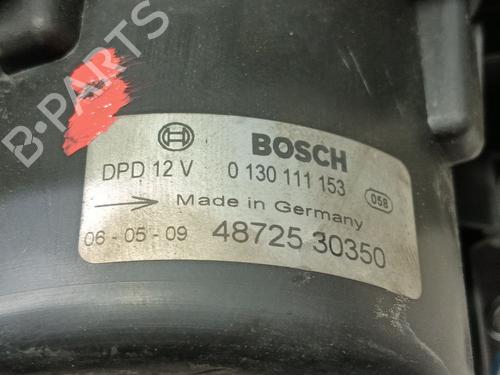 B-PARTS
BOSCH
DPD 12 V 0 130 111 153
058
Made in Germany
06-05-09 48725 30350